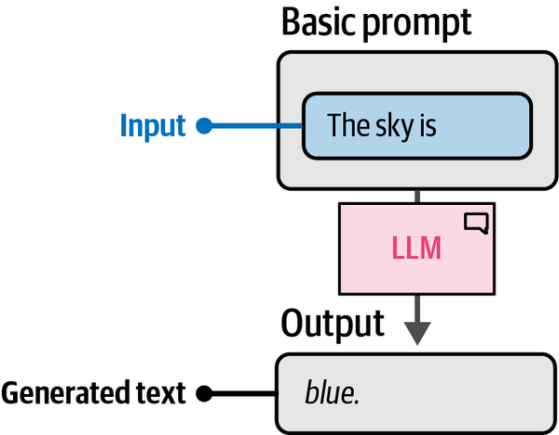 Basic prompt
Input
The sky is
LLM
Output
Generated text
blue.